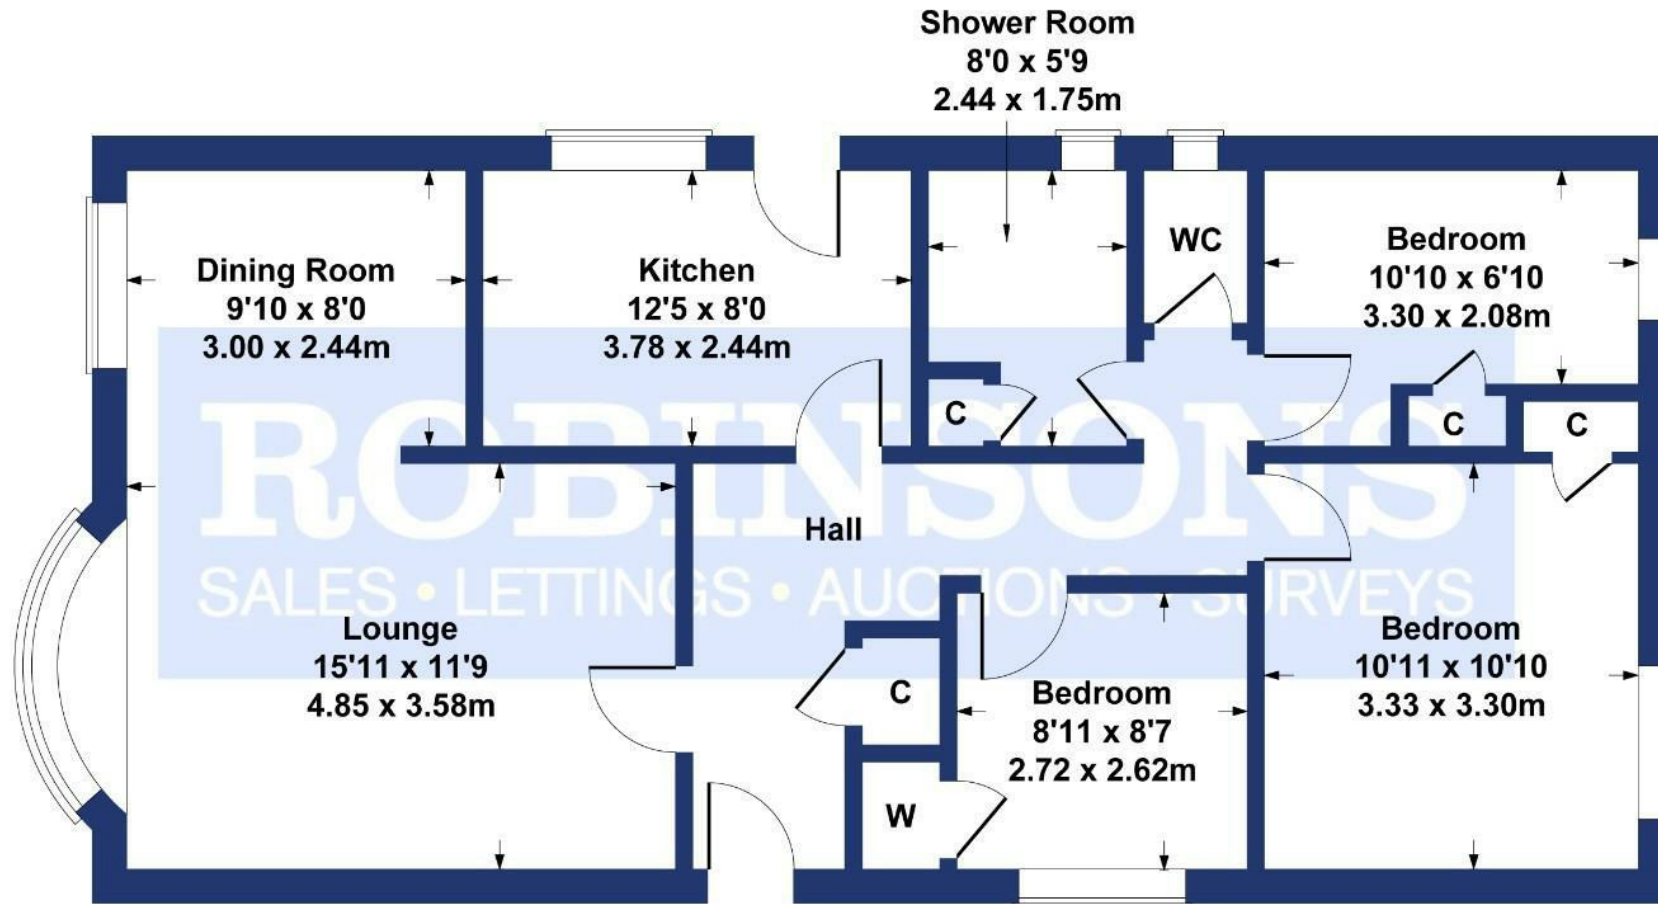 Shower Room
8'0 x 5'9
2.44 x 1.75m
Dining Room
9'10 x 8'0
3.00 x 2.44m
Kitchen
12'5 x 8'0
3.78 x 2.44m
WC
Bedroom
10'10 x 6'10
3.30 x 2.08m
C
C
C
ROBINSONS
SALES • LETTINGS • AUCTIONS • SURVEYS
Hall
Lounge
15'11 x 11'9
4.85 x 3.58m
C
W
Bedroom
8'11 x 8'7
2.72 x 2.62m
Bedroom
10'11 x 10'10
3.33 x 3.30m